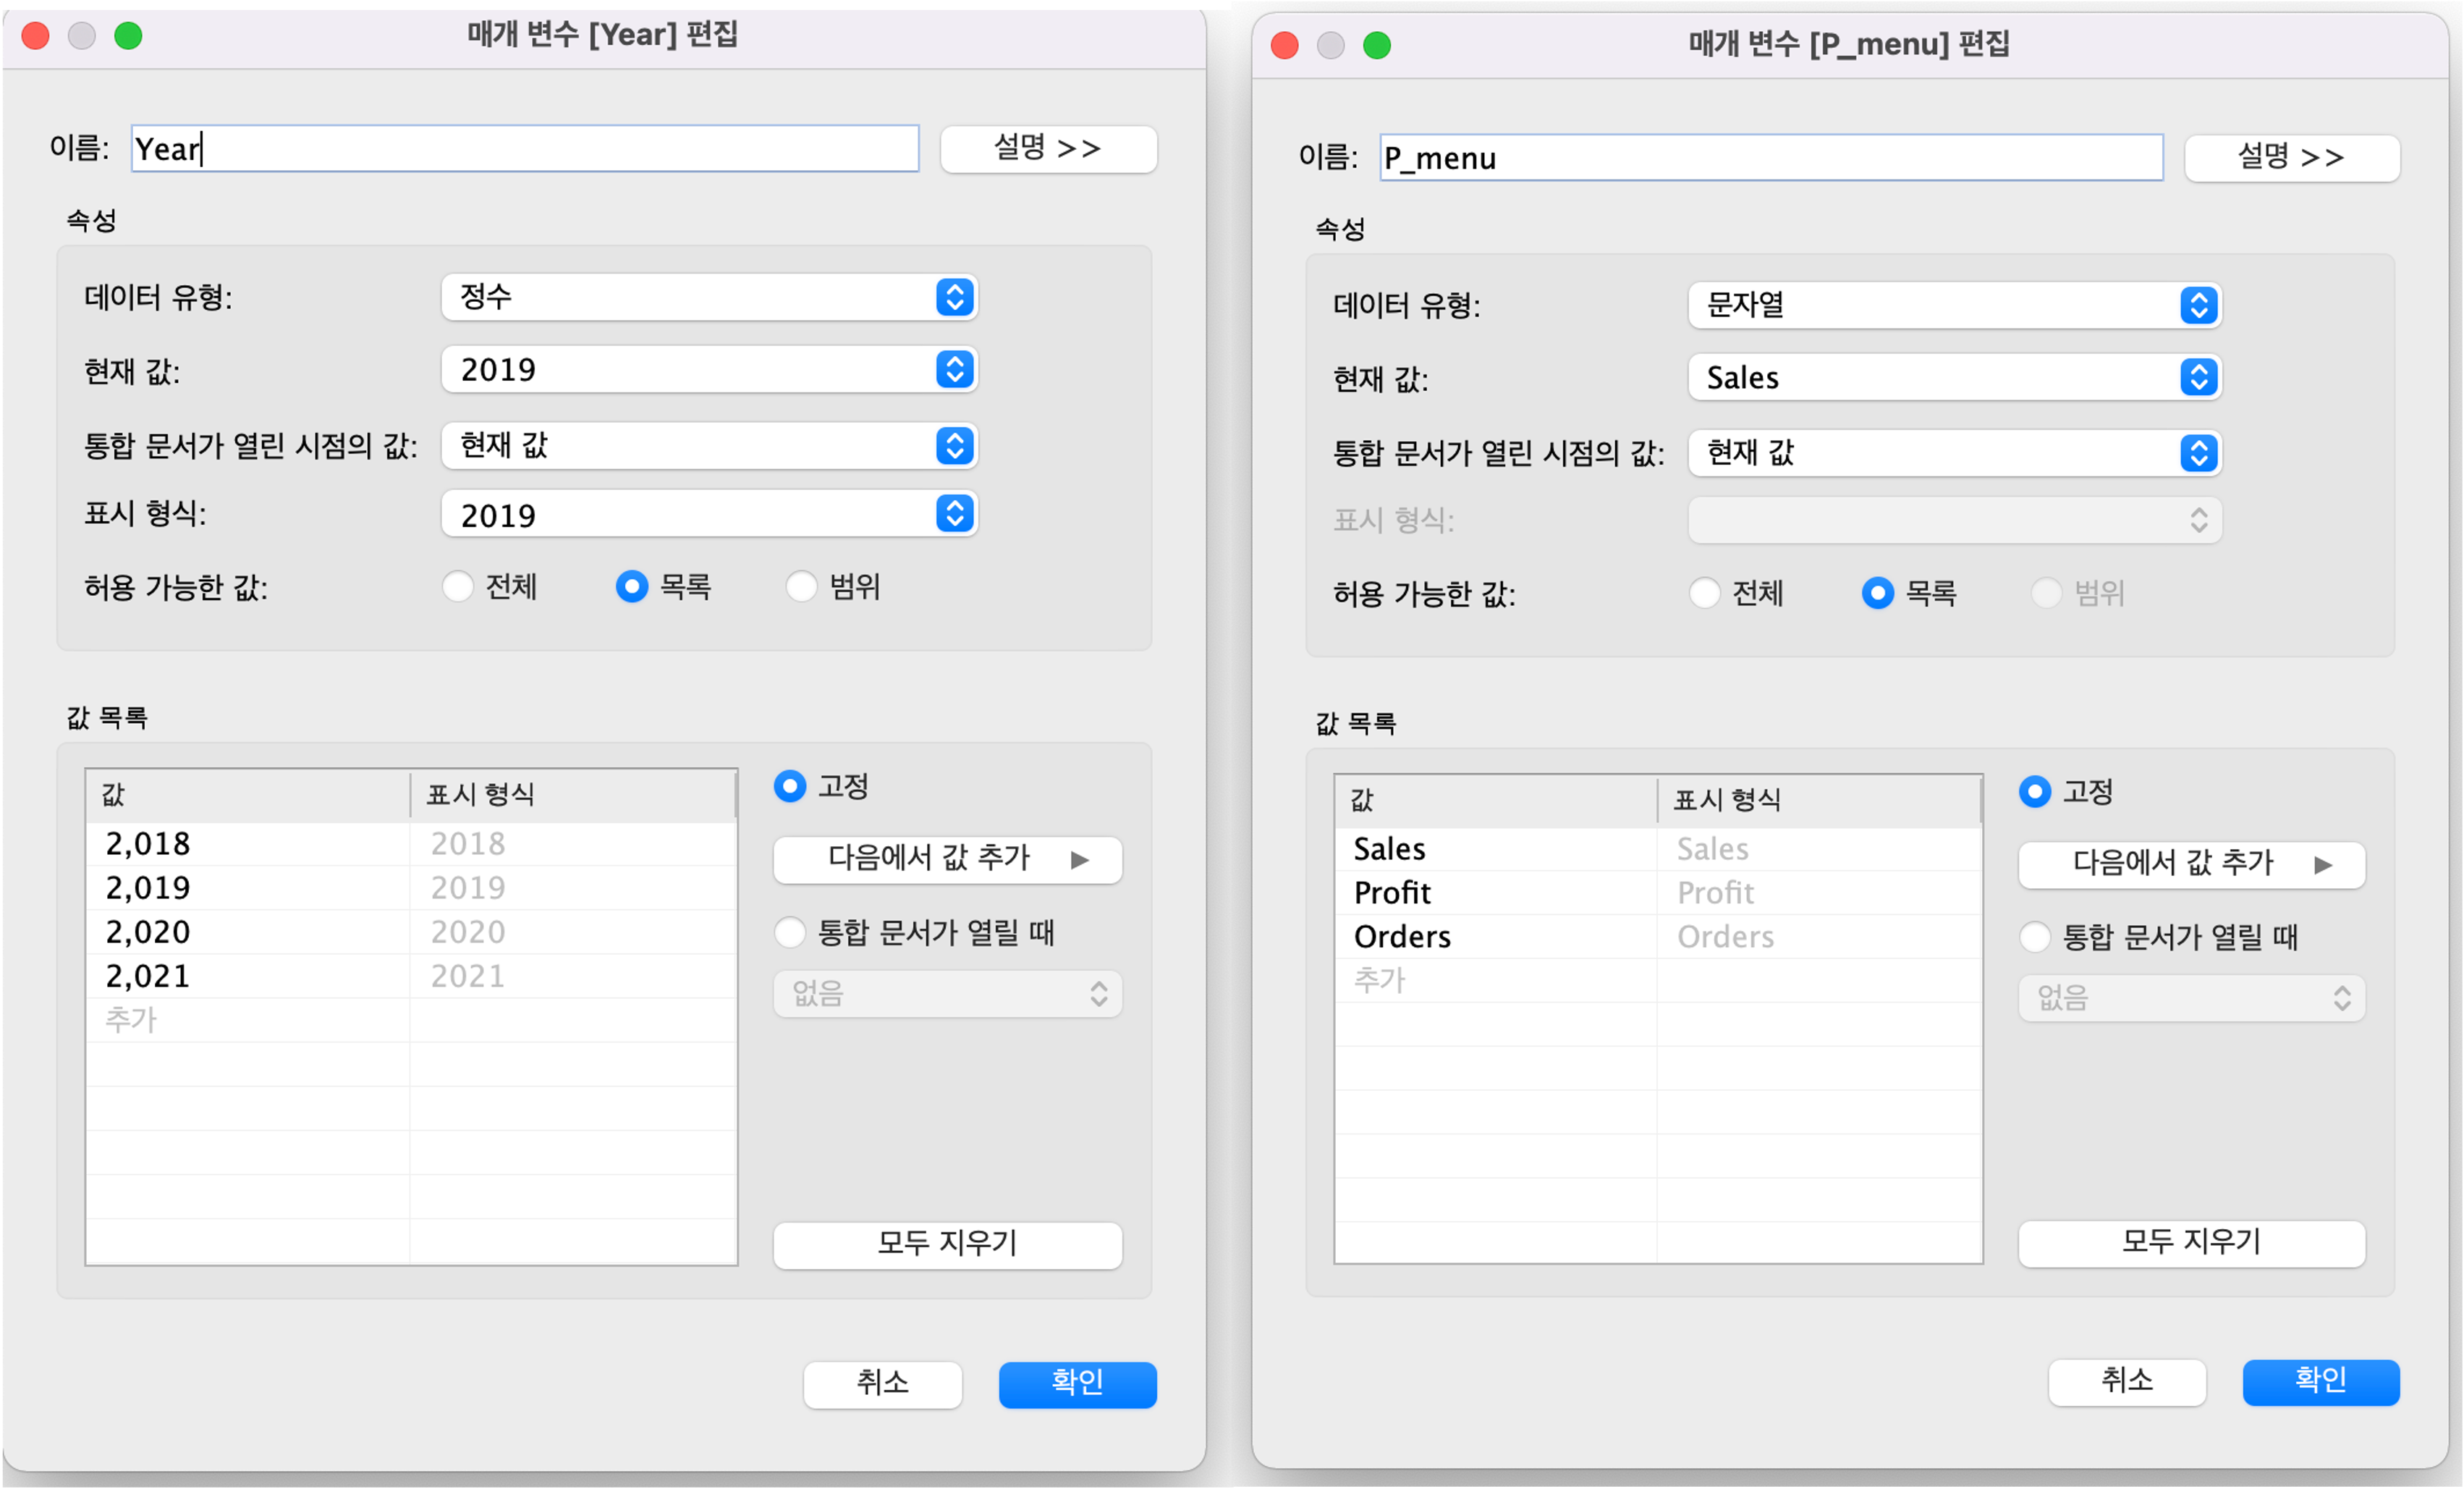 매개 변수 [Year] 편집
이름: Year 설명 >>
속성
데이터 유형: 정수
현재 값: 2019
통합 문서가 열린 시점의 값: 현재 값
표시 형식: 2019
허용 가능한 값: 전체 목록 범위
값 목록
값 표시 형식
2,018 2018
2,019 2019
2,020 2020
2,021 2021
추가
고정
다음에서 값 추가
통합 문서가 열릴 때
없음
모두 지우기
취소 확인
매개 변수 [P_menu] 편집
이름: P_menu 설명 >>
속성
데이터 유형: 문자열
현재 값: Sales
통합 문서가 열린 시점의 값: 현재 값
표시 형식:
허용 가능한 값: 전체 목록 범위
값 목록
값 표시 형식
Sales Sales
Profit Profit
Orders Orders
추가
고정
다음에서 값 추가
통합 문서가 열릴 때
없음
모두 지우기
취소 확인